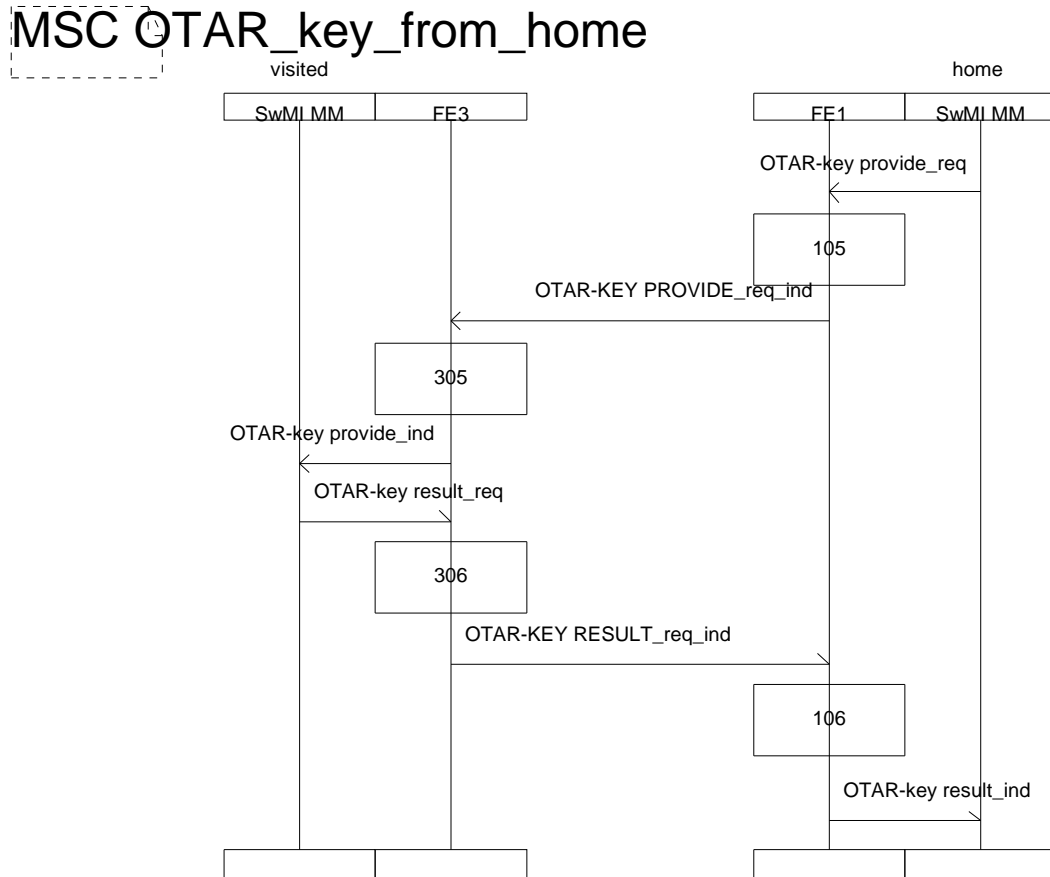 MSC OTAR_key_from_home
visited
home
SwMI MM
FE3
FE1
SwMI MM
OTAR-key provide_req
105
OTAR-KEY PROVIDE_req_ind
305
OTAR-key provide_ind
OTAR-key result_req
306
OTAR-KEY RESULT_req_ind
106
OTAR-key result_ind